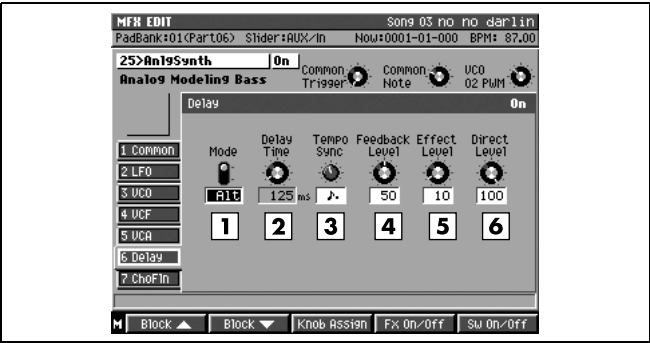 MFX EDIT Song 03 no no darlin
PadBank:01(Part06) Slider:AUX/In Now:0001-01-000 BPM: 87.00
25>AnlgSynth On
Analog Modeling Bass
Common Trigger
Common Note
VCO 02 PWM
Delay On
1 Common
2 LFO
3 VCO
4 VCF
5 VCA
6 Delay
7 ChoFln
Mode
Delay Time
Tempo Sync
Feedback Level
Effect Level
Direct Level
Alt 125 ms ♪. 50 10 100
1 2 3 4 5 6
M Block ▲ Block ▼ Knob Assign Fx On/Off Sw On/Off